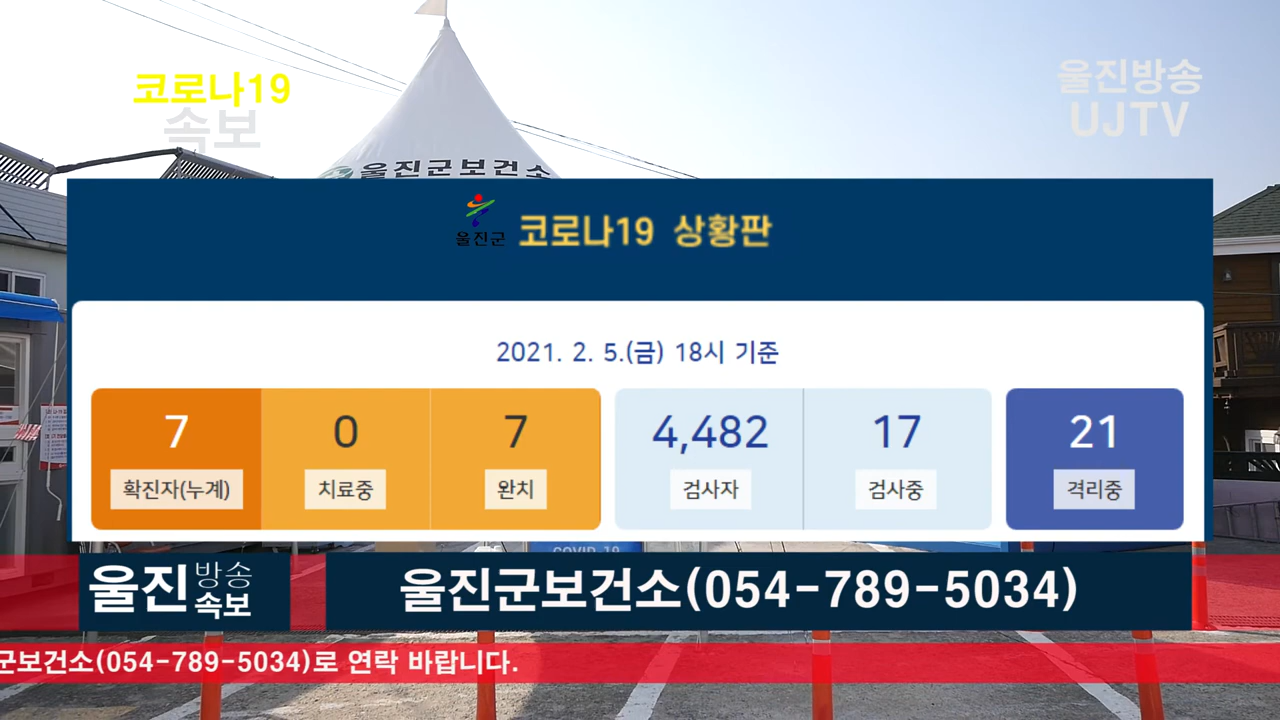 코로나19
속보
울진방송
UJTV
울진군보건소
울진군
코로나19 상황판
2021. 2. 5.(금) 18시 기준
7
확진자(누계)
0
치료중
7
완치
4,482
검사자
17
검사중
21
격리중
COVID-19
울진 방송
속보
울진군보건소(054-789-5034)
군보건소(054-789-5034)로 연락 바랍니다.